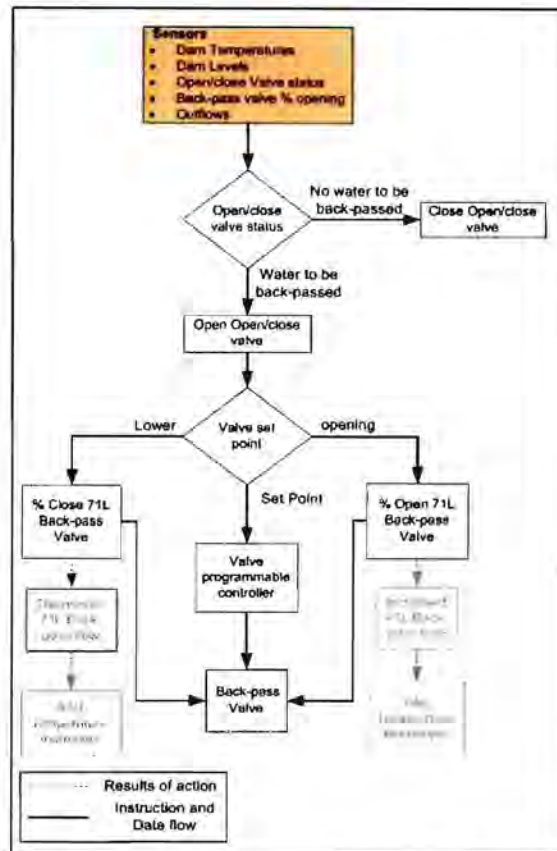 Sensors
• Dam Temperatures
• Dam Levels
• Open/close Valve status
• Back-pass valve % opening
• Outflows
Open/close
valve status
No water to be
back-passed
Close Open/close
valve
Water to be
back-passed
Open Open/close
valve
Lower
Valve set
point
opening
% Close 71L
Back-pass
Valve
Set Point
% Open 71L
Back-pass
Valve
Valve
programmable
controller
71L Back
Back-pass
Valve
Results of action
Instruction and
Data flow